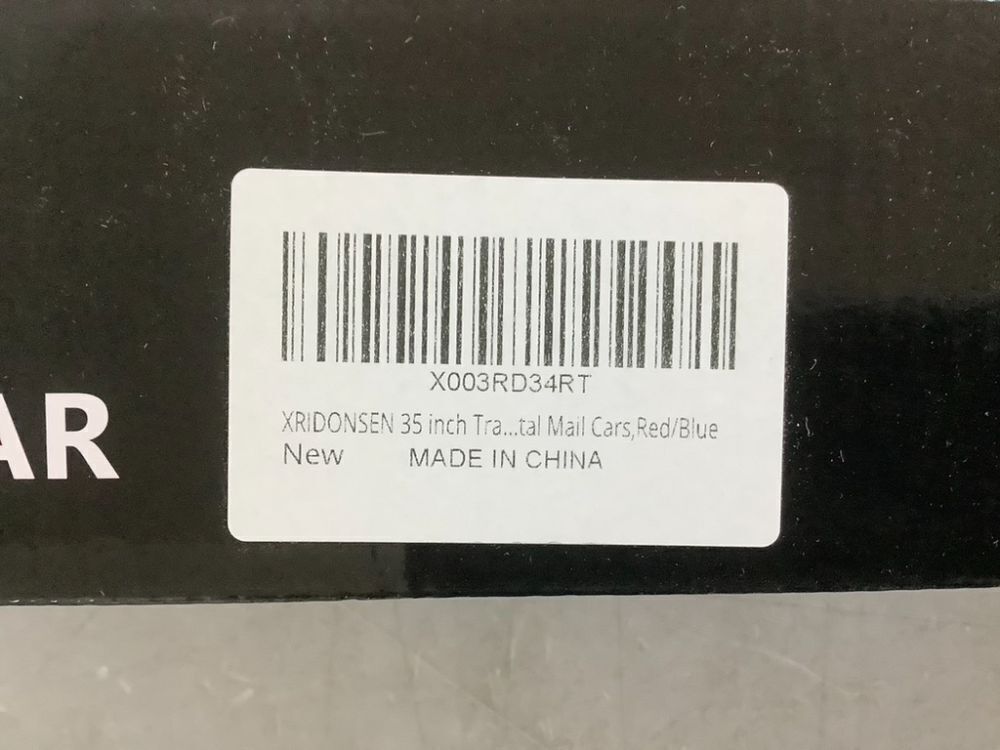 AR
X003RD34RT
XRIDONSEN 35 inch Tra...tal Mail Cars,Red/Blue
New MADE IN CHINA